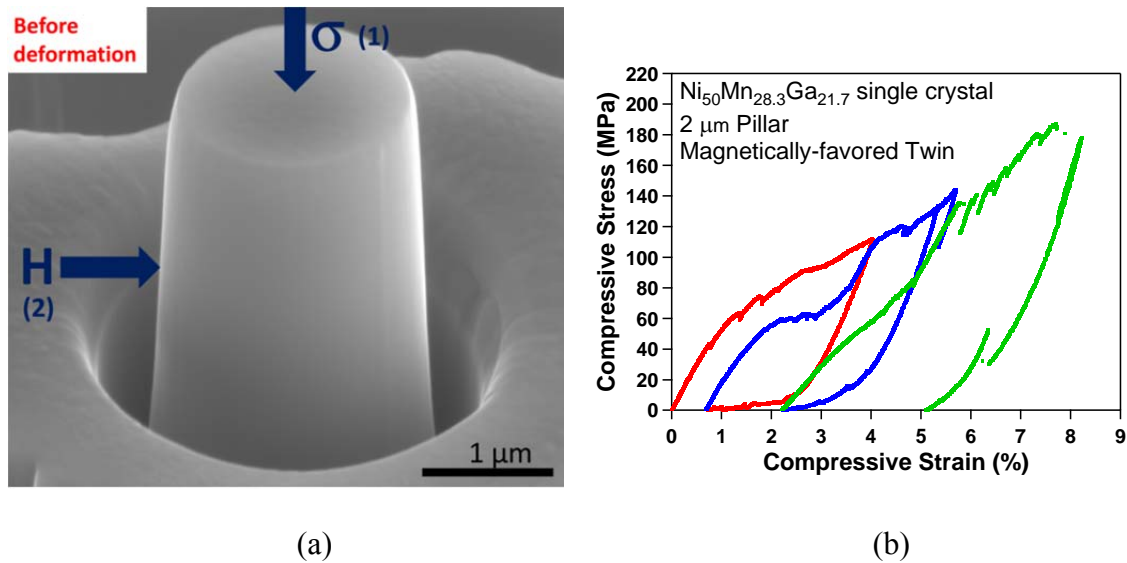 Before
deformation
σ (1)
H
(2)
1 µm
(a)
Compressive Stress (MPa)
220
200
180
160
140
120
100
80
60
40
20
0
Ni50Mn28.3Ga21.7 single crystal
2 µm Pillar
Magnetically-favored Twin
0 1 2 3 4 5 6 7 8 9
Compressive Strain (%)
(b)